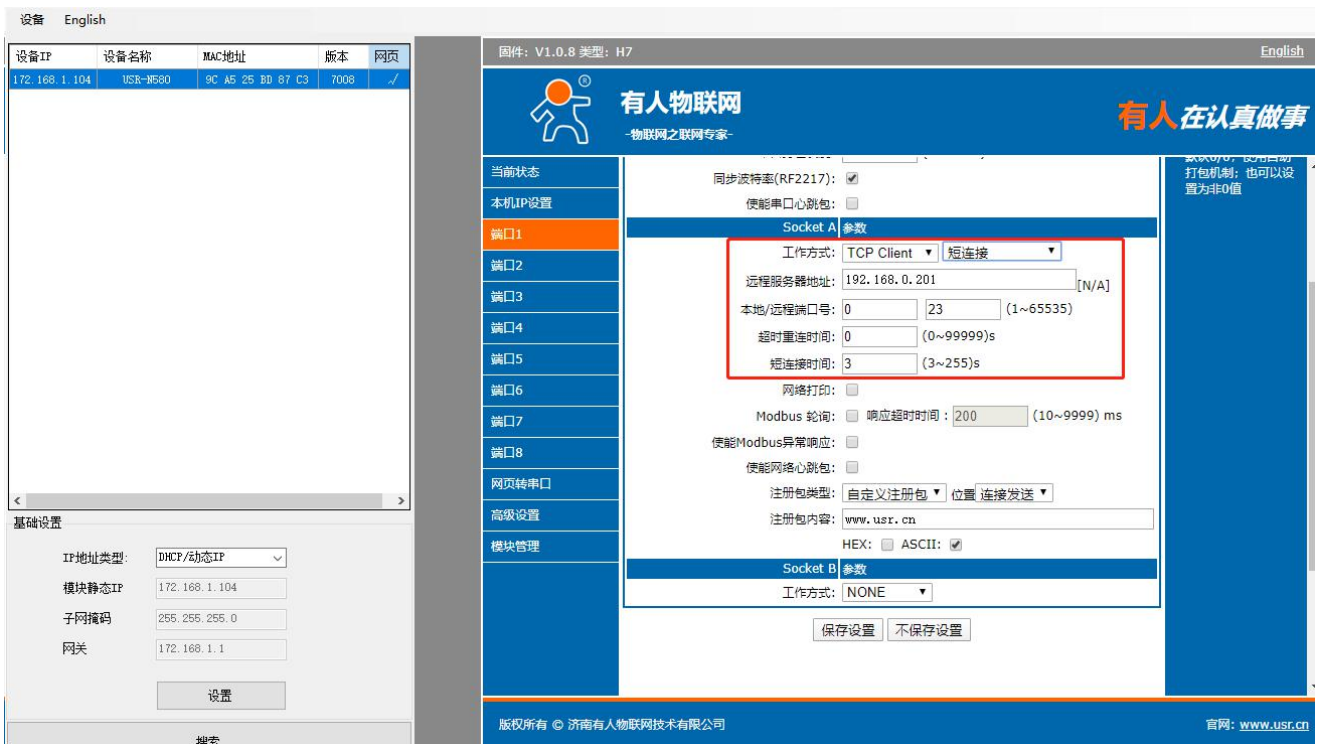 设备 English
设备IP 设备名称 MAC地址 版本 网页
172.168.1.104 USR-N580 9C A5 25 BD 87 C3 7008 √
基础设置
IP地址类型: DHCP/动态IP
模块静态IP 172.168.1.104
子网掩码 255.255.255.0
网关 172.168.1.1
设置
搜索
固件: V1.0.8 类型: H7 English
®
有人物联网
-物联网之联网专家-
有人在认真做事
当前状态
本机IP设置
端口1
端口2
端口3
端口4
端口5
端口6
端口7
端口8
网页转串口
高级设置
模块管理
同步波特率(RF2217):
使能串口心跳包:
Socket A 参数
工作方式: TCP Client 短连接
远程服务器地址: 192.168.0.201 [N/A]
本地/远程端口号: 0 23 (1~65535)
超时重连时间: 0 (0~99999)s
短连接时间: 3 (3~255)s
网络打印:
Modbus 轮询: 响应超时时间: 200 (10~9999) ms
使能Modbus异常响应:
使能网络心跳包:
注册包类型: 自定义注册包 位置 连接发送
注册包内容: www.usr.cn
HEX: ASCII:
Socket B 参数
工作方式: NONE
保存设置 不保存设置
打包机制; 也可以设
置为非0值
版权所有 © 济南有人物联网技术有限公司 官网: www.usr.cn